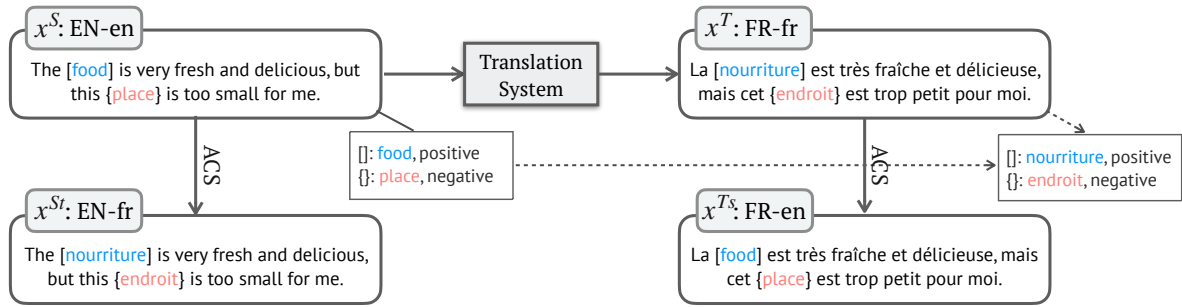 x^S: EN-en
The [food] is very fresh and delicious, but
this {place} is too small for me.
Translation
System
x^T: FR-fr
La [nourriture] est très fraîche et délicieuse,
mais cet {endroit} est trop petit pour moi.
ACS
[]: food, positive
{}: place, negative
ACS
[]: nourriture, positive
{}: endroit, negative
x^{St}: EN-fr
The [nourriture] is very fresh and delicious,
but this {endroit} is too small for me.
x^{Ts}: FR-en
La [food] est très fraîche et délicieuse, mais
cet {place} est trop petit pour moi.